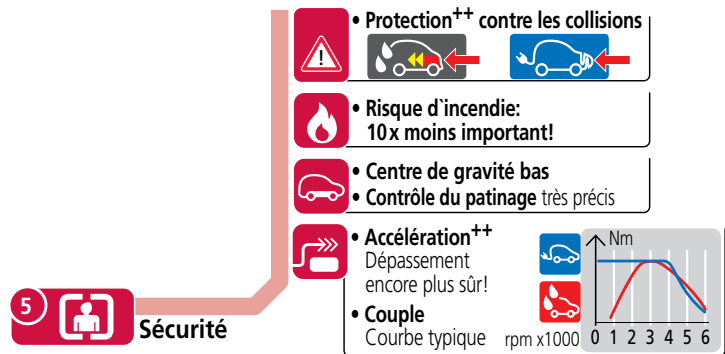 • Protection++ contre les collisions
• Risque d`incendie:
10x moins important!
• Centre de gravité bas
• Contrôle du patinage très précis
• Accélération++
Dépassement
encore plus sûr!
• Couple
Courbe typique
Nm
rpm x1000 0 1 2 3 4 5 6
5 Sécurité